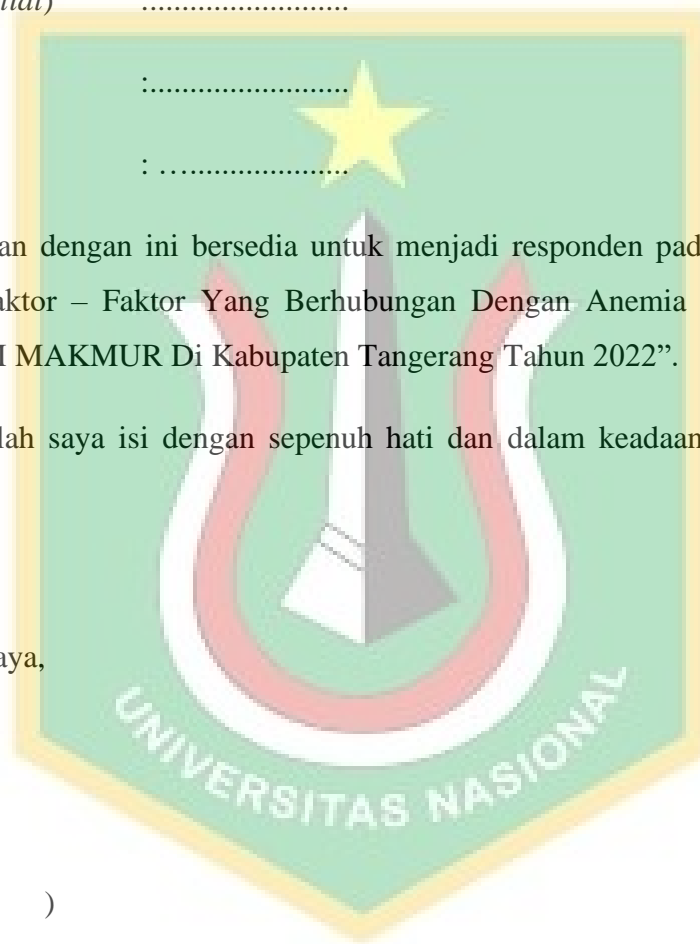 :........................
:........................
: ….....................
an dengan ini bersedia untuk menjadi responden pad
aktor – Faktor Yang Berhubungan Dengan Anemia
I MAKMUR Di Kabupaten Tangerang Tahun 2022”.
lah saya isi dengan sepenuh hati dan dalam keadaan
aya,
UNIVERSITAS NASIONAL
)